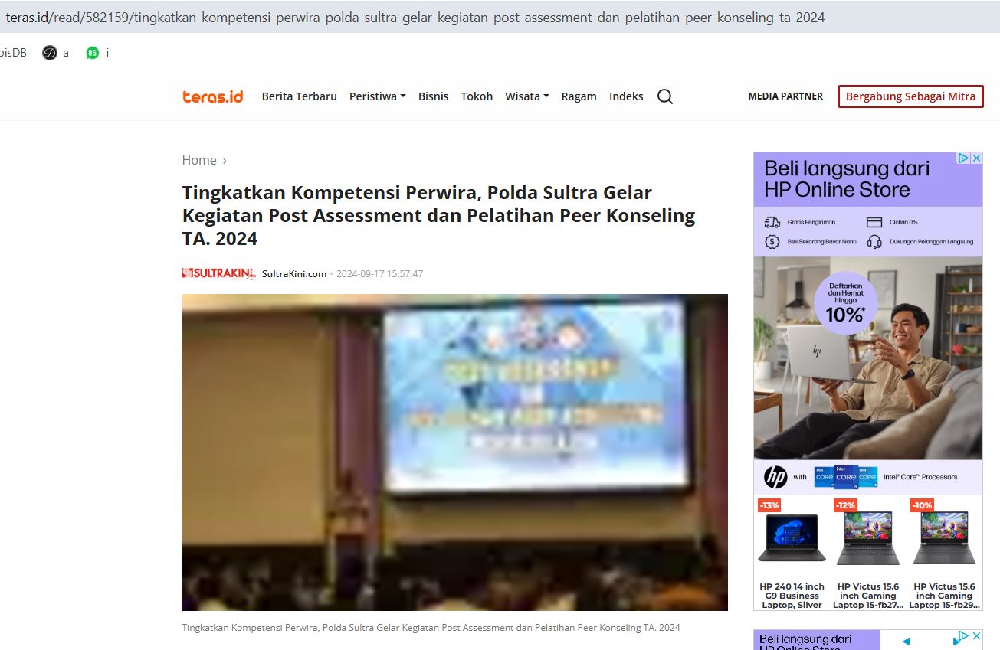 teras.id/read/582159/tingkatkan-kompetensi-perwira-polda-sultra-gelar-kegiatan-post-assessment-dan-pelatihan-peer-konseling-ta-2024
oisDB a 85 i
teras.id Berita Terbaru Peristiwa Bisnis Tokoh Wisata Ragam Indeks MEDIA PARTNER Bergabung Sebagai Mitra
Home ›
Tingkatkan Kompetensi Perwira, Polda Sultra Gelar
Kegiatan Post Assessment dan Pelatihan Peer Konseling
TA. 2024
SULTRAKINI SultraKini.com • 2024-09-17 15:57:47
Tingkatkan Kompetensi Perwira, Polda Sultra Gelar Kegiatan Post Assessment dan Pelatihan Peer Konseling TA. 2024
Beli langsung dari
HP Online Store
Gratis Pengiriman Cicilan 0%
Beli Sekarang Bayar Nanti Dukungan Pelanggan Langsung
Daftarkan
dan Hemat
hingga
10%*
hp
hp with intel CORE i7 intel CORE i9 intel CORE i5 Intel® Core™ Processors
-13% -12% -10%
HP 240 14 inch
G9 Business
Laptop, Silver
HP Victus 15.6
inch Gaming
Laptop 15-fb27...
HP Victus 15.6
inch Gaming
Laptop 15-fb29...
Beli langsung dari
HP Online Store